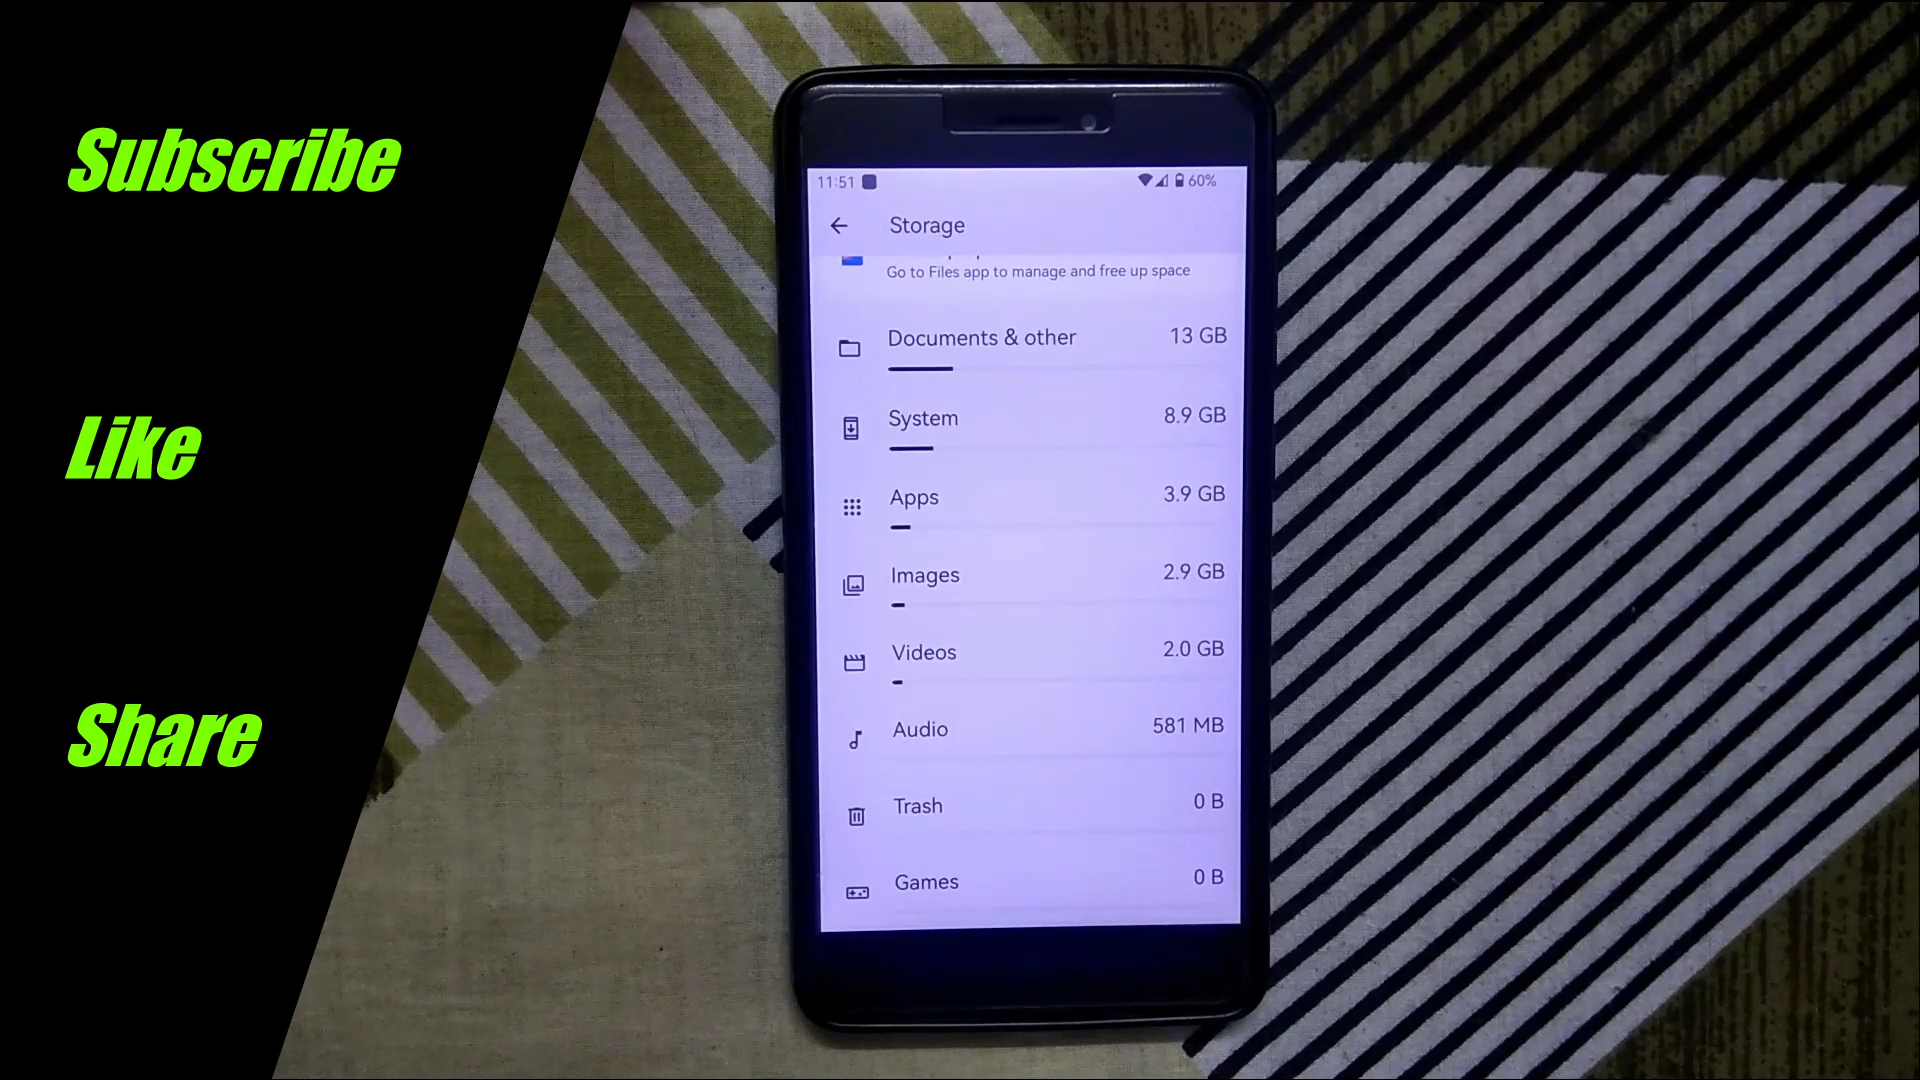 Subscribe
Like
Share
11:51
60%
Storage
Go to Files app to manage and free up space
Documents & other
13 GB
System
8.9 GB
Apps
3.9 GB
Images
2.9 GB
Videos
2.0 GB
Audio
581 MB
Trash
0 B
Games
0 B